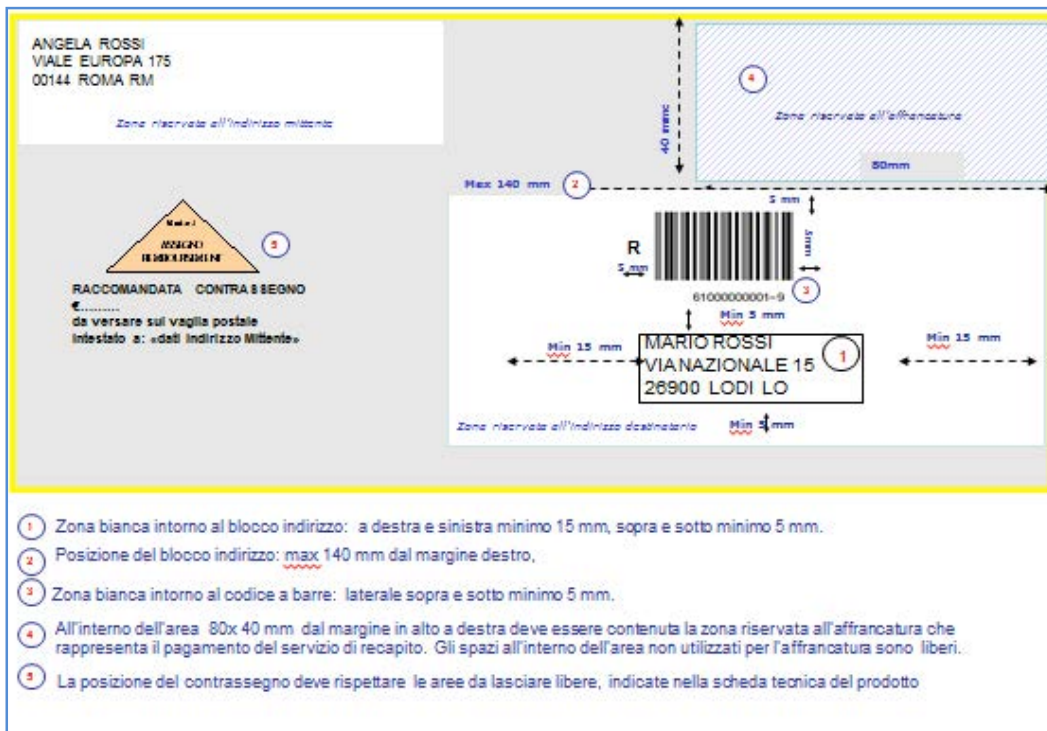 ANGELA ROSSI
VIALE EUROPA 175
00144 ROMA RM
Zona riservata all'indirizzo mittente
4
Zona riservata all'affrancatura
40 mm
80mm
Max 140 mm 2
5 mm
R
5mm
5 mm
3
61000000001-9
Min 5 mm
5
ASSEGNO
RACCOMANDATA CONTRASSEGNO
€.........
da versare sul vaglia postale
Intestato a: «dati Indirizzo Mittente»
Min 15 mm
MARIO ROSSI
VIA NAZIONALE 15
26900 LODI LO
1
Min 15 mm
Zona riservata all'indirizzo destinatario
Min 5 mm
1 Zona bianca intorno al blocco indirizzo: a destra e sinistra minimo 15 mm, sopra e sotto minimo 5 mm.
2 Posizione del blocco indirizzo: max 140 mm dal margine destro,
3 Zona bianca intorno al codice a barre: laterale sopra e sotto minimo 5 mm.
4 All'interno dell'area 80x 40 mm dal margine in alto a destra deve essere contenuta la zona riservata all'affrancatura che
rappresenta il pagamento del servizio di recapito. Gli spazi all'interno dell'area non utilizzati per l'affrancatura sono liberi.
5 La posizione del contrassegno deve rispettare le aree da lasciare libere, indicate nella scheda tecnica del prodotto